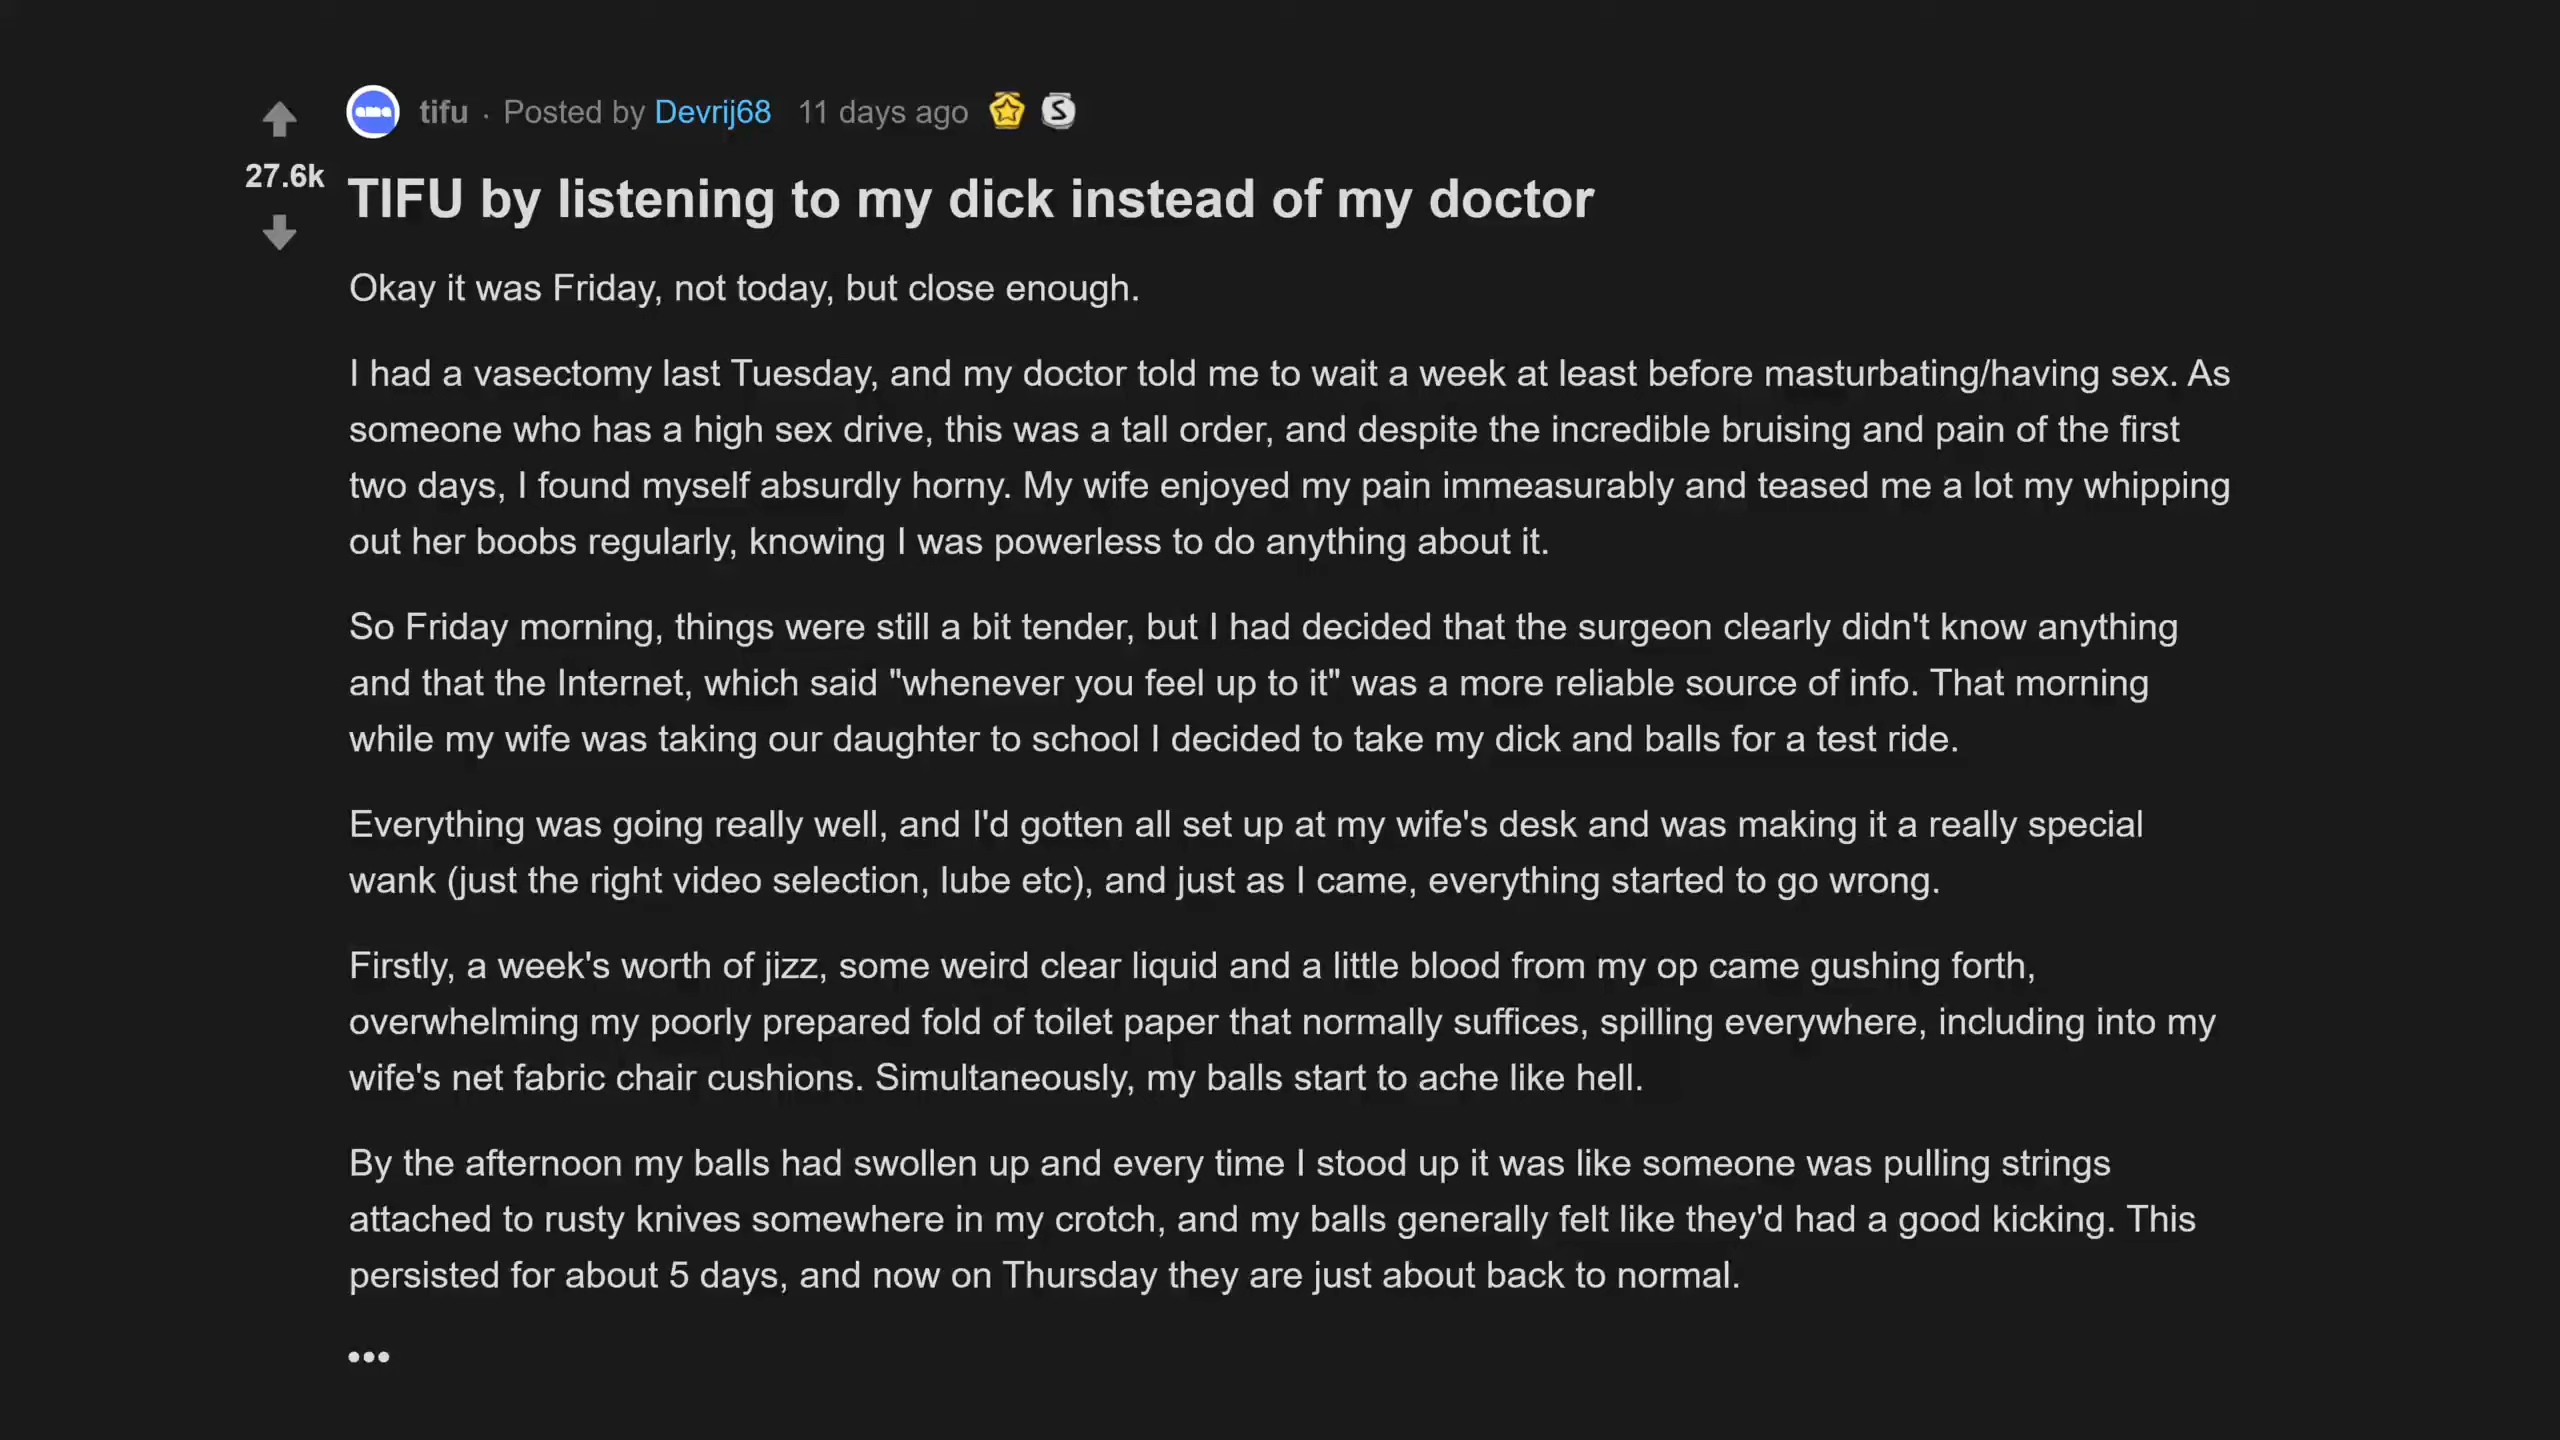 ama tifu · Posted by Devrij68 11 days ago S
27.6k
TIFU by listening to my dick instead of my doctor
Okay it was Friday, not today, but close enough.
I had a vasectomy last Tuesday, and my doctor told me to wait a week at least before masturbating/having sex. As
someone who has a high sex drive, this was a tall order, and despite the incredible bruising and pain of the first
two days, I found myself absurdly horny. My wife enjoyed my pain immeasurably and teased me a lot my whipping
out her boobs regularly, knowing I was powerless to do anything about it.
So Friday morning, things were still a bit tender, but I had decided that the surgeon clearly didn't know anything
and that the Internet, which said "whenever you feel up to it" was a more reliable source of info. That morning
while my wife was taking our daughter to school I decided to take my dick and balls for a test ride.
Everything was going really well, and I'd gotten all set up at my wife's desk and was making it a really special
wank (just the right video selection, lube etc), and just as I came, everything started to go wrong.
Firstly, a week's worth of jizz, some weird clear liquid and a little blood from my op came gushing forth,
overwhelming my poorly prepared fold of toilet paper that normally suffices, spilling everywhere, including into my
wife's net fabric chair cushions. Simultaneously, my balls start to ache like hell.
By the afternoon my balls had swollen up and every time I stood up it was like someone was pulling strings
attached to rusty knives somewhere in my crotch, and my balls generally felt like they'd had a good kicking. This
persisted for about 5 days, and now on Thursday they are just about back to normal.
•••